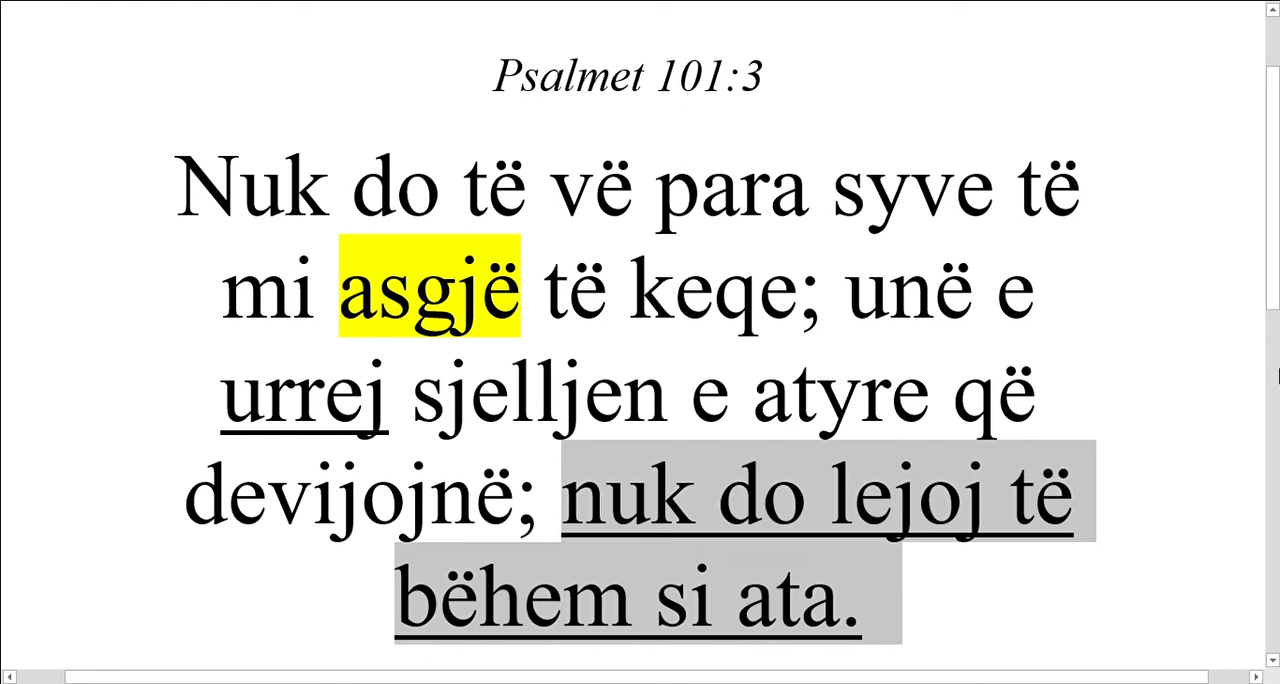 Psalmet 101:3
Nuk do të vë para syve të
mi asgjë të keqe; unë e
urrej sjelljen e atyre që
devijojnë; nuk do lejoj të
bëhem si ata.